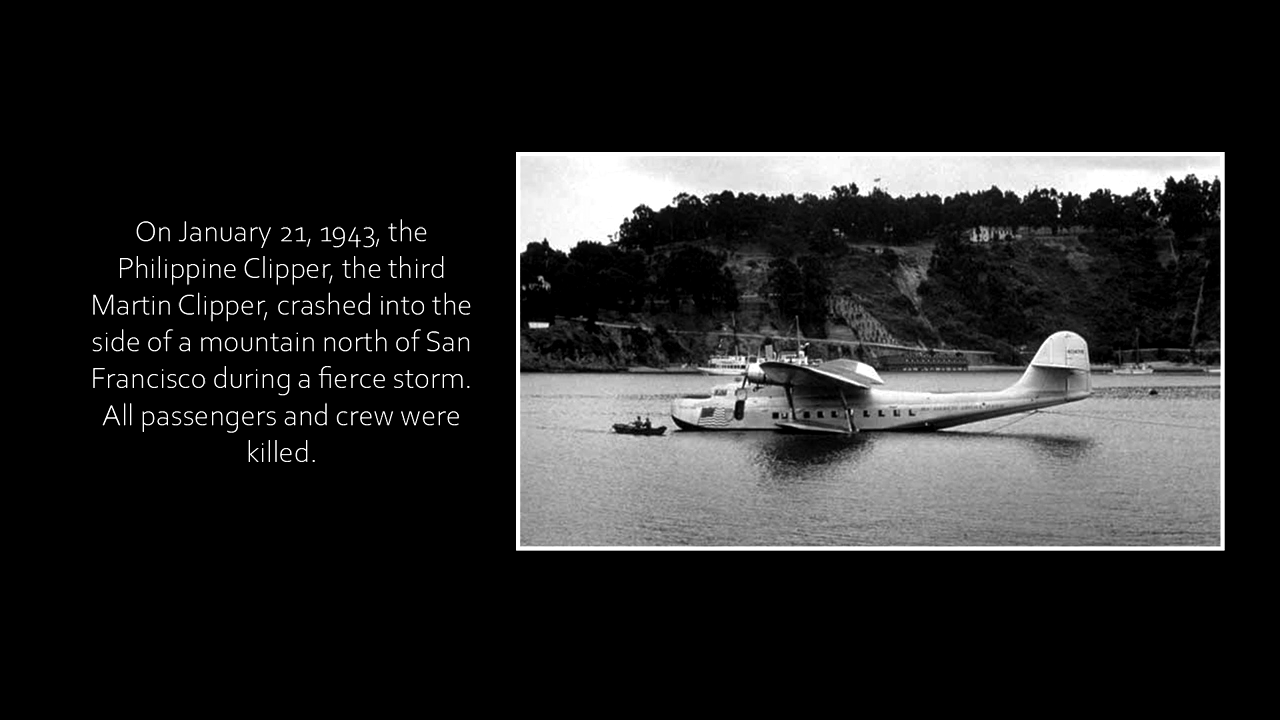 On January 21, 1943, the
Philippine Clipper, the third
Martin Clipper, crashed into the
side of a mountain north of San
Francisco during a fierce storm.
All passengers and crew were
killed.